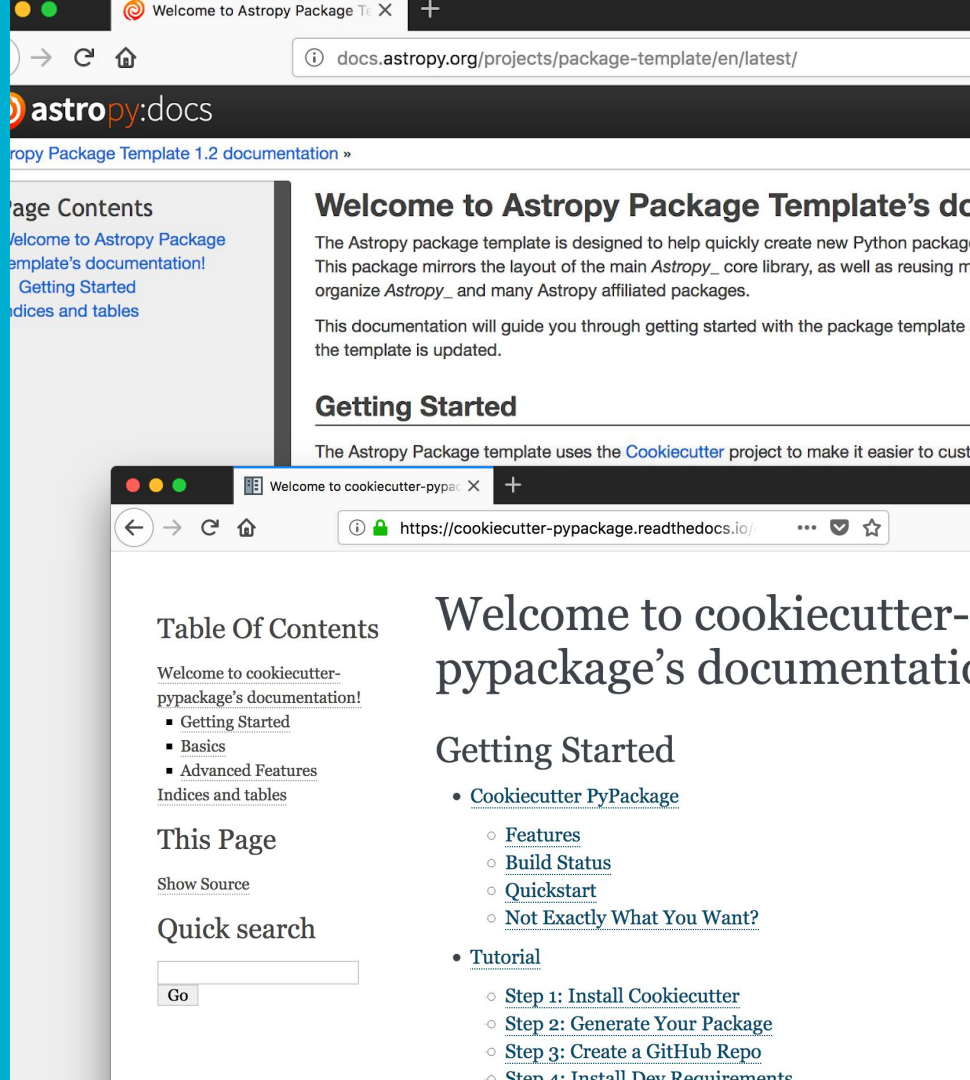 Welcome to Astropy Package Te
docs.astropy.org/projects/package-template/en/latest/
astropy:docs
Package Template 1.2 documentation »
Page Contents
Welcome to Astropy Package
Template's documentation!
Getting Started
Indices and tables
Welcome to Astropy Package Template's do
The Astropy package template is designed to help quickly create new Python package
This package mirrors the layout of the main Astropy_ core library, as well as reusing m
organize Astropy_ and many Astropy affiliated packages.
This documentation will guide you through getting started with the package template
the template is updated.
Getting Started
The Astropy Package template uses the Cookiecutter project to make it easier to cust
Welcome to cookiecutter-pypac
https://cookiecutter-pypackage.readthedocs.io/
Table Of Contents
Welcome to cookiecutter-
pypackage's documentation!
Getting Started
Basics
Advanced Features
Indices and tables
This Page
Show Source
Quick search
Go
Welcome to cookiecutter-
pypackage's documentatio
Getting Started
Cookiecutter PyPackage
Features
Build Status
Quickstart
Not Exactly What You Want?
Tutorial
Step 1: Install Cookiecutter
Step 2: Generate Your Package
Step 3: Create a GitHub Repo
Step 4: Install Dev Requirements